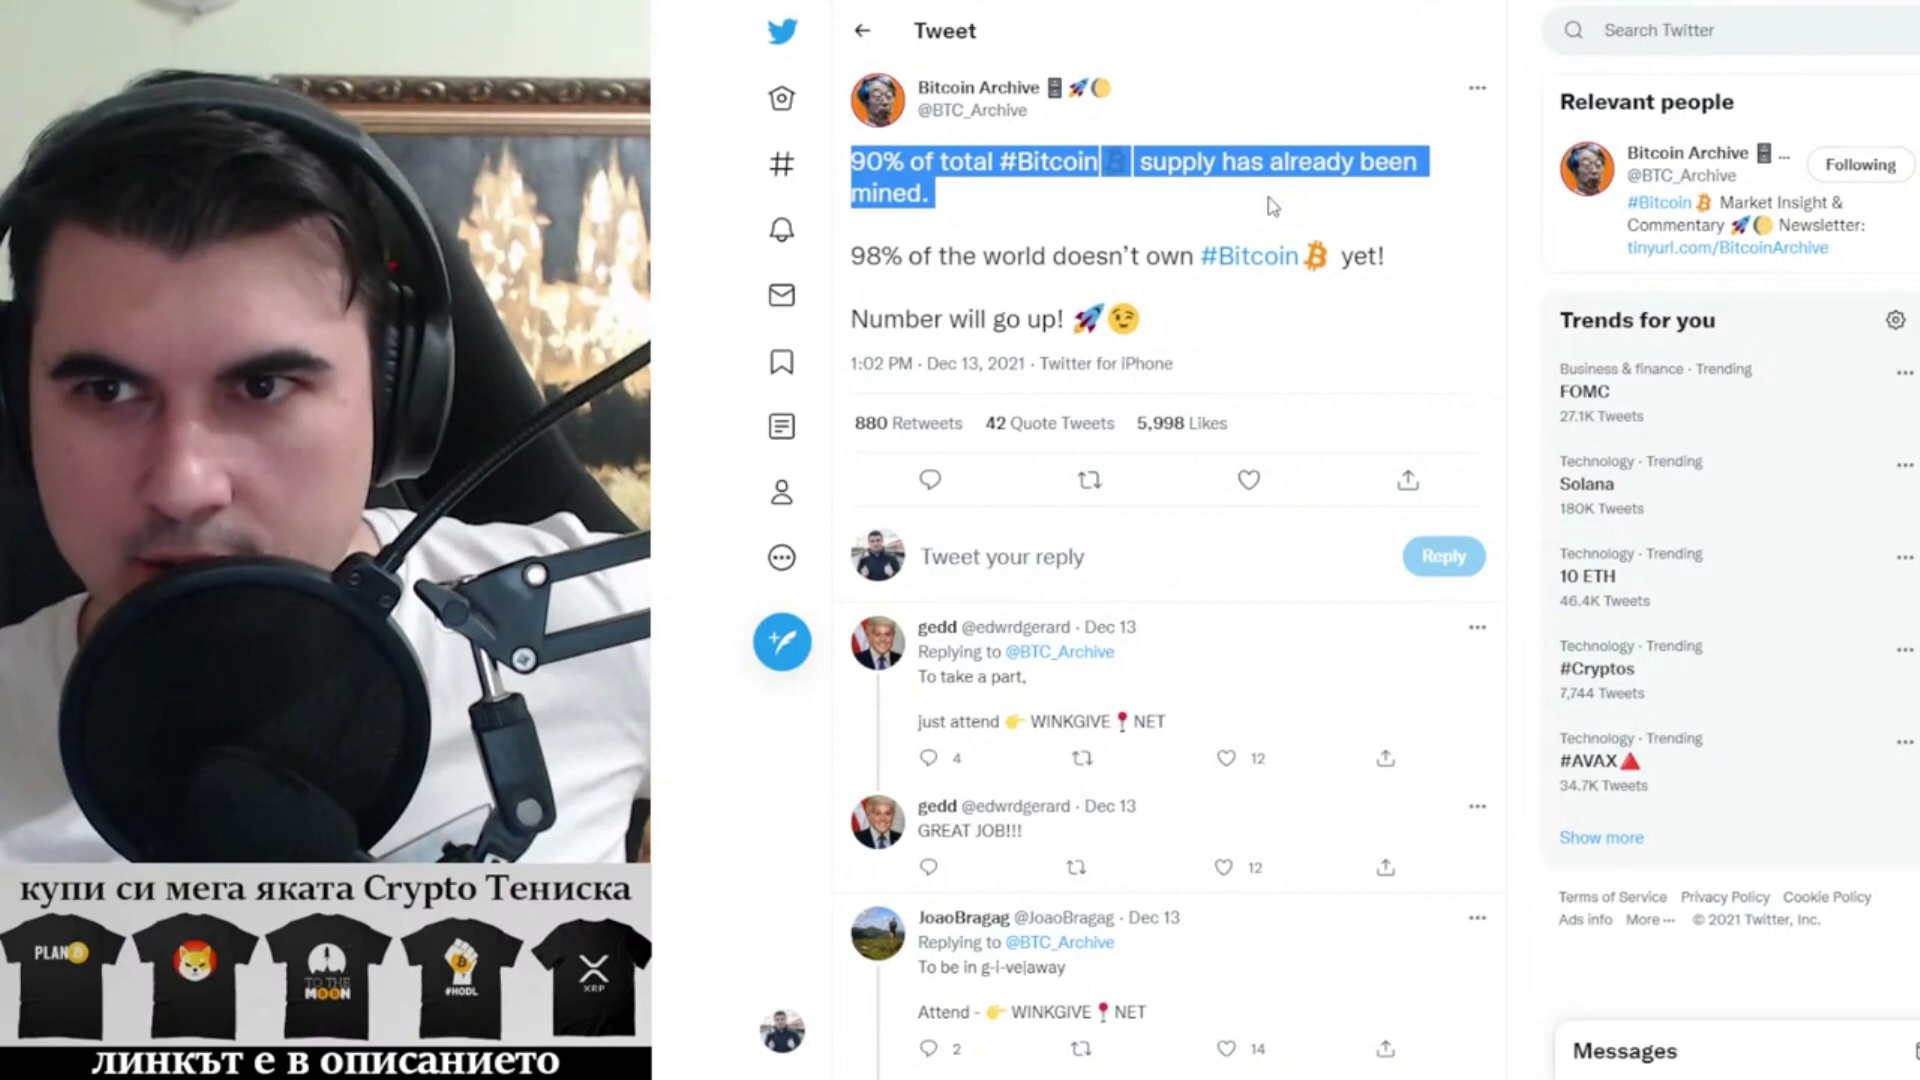 Tweet
Search Twitter
Bitcoin Archive
@BTC_Archive
90% of total #Bitcoin supply has already been
mined.
98% of the world doesn’t own #Bitcoin yet!
Number will go up!
1:02 PM · Dec 13, 2021 · Twitter for iPhone
880 Retweets 42 Quote Tweets 5,998 Likes
Tweet your reply
Reply
gedd @edwrdgerard · Dec 13
Replying to @BTC_Archive
To take a part,
just attend WINKGIVE NET
4 12
gedd @edwrdgerard · Dec 13
GREAT JOB!!!
12
JoaoBragag @JoaoBragag · Dec 13
Replying to @BTC_Archive
To be in g-i-ve|away
Attend - WINKGIVE NET
2 14
Relevant people
Bitcoin Archive ...
@BTC_Archive
Following
#Bitcoin Market Insight &
Commentary Newsletter:
tinyurl.com/BitcoinArchive
Trends for you
Business & finance · Trending
FOMC
27.1K Tweets
Technology · Trending
Solana
180K Tweets
Technology · Trending
10 ETH
46.4K Tweets
Technology · Trending
#Cryptos
7,744 Tweets
Technology · Trending
#AVAX
34.7K Tweets
Show more
Terms of Service Privacy Policy Cookie Policy
Ads info More ··· © 2021 Twitter, Inc.
Messages
купи си мега яката Crypto Тениска
PLAN B
TO THE
MOON
#HODL
XRP
линкът е в описанието